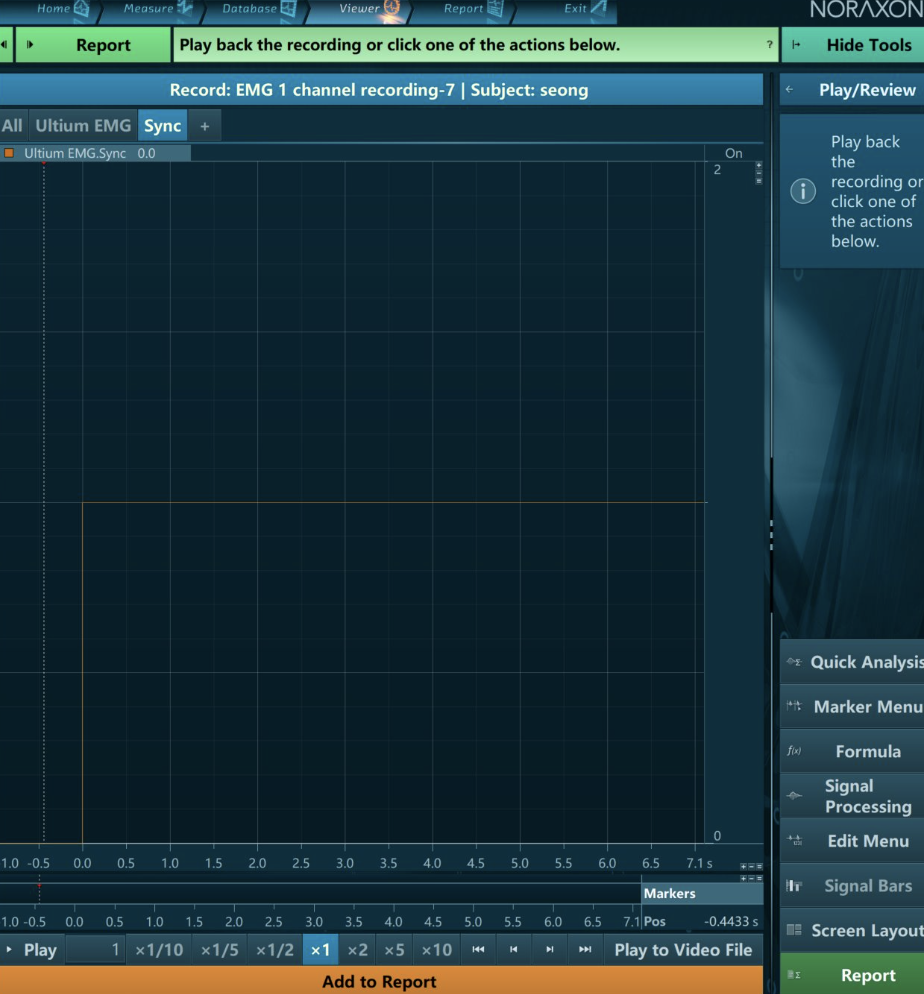 Home Measure Database Viewer Report Exit NORAXON
Report Play back the recording or click one of the actions below. ? Hide Tools
Record: EMG 1 channel recording-7 | Subject: seong
Play/Review
All Ultium EMG Sync +
Ultium EMG.Sync 0.0 On
2
Play back
the
recording or
click one of
the actions
below.
Quick Analysis
Marker Menu
f(x) Formula
Signal
Processing
Edit Menu
Signal Bars
Screen Layout
Report
0
1.0 -0.5 0.0 0.5 1.0 1.5 2.0 2.5 3.0 3.5 4.0 4.5 5.0 5.5 6.0 6.5 7.1 s
Markers
1.0 -0.5 0.0 0.5 1.0 1.5 2.0 2.5 3.0 3.5 4.0 4.5 5.0 5.5 6.0 6.5 7.1 Pos -0.4433 s
Play 1 ×1/10 ×1/5 ×1/2 ×1 ×2 ×5 ×10 Play to Video File
Add to Report